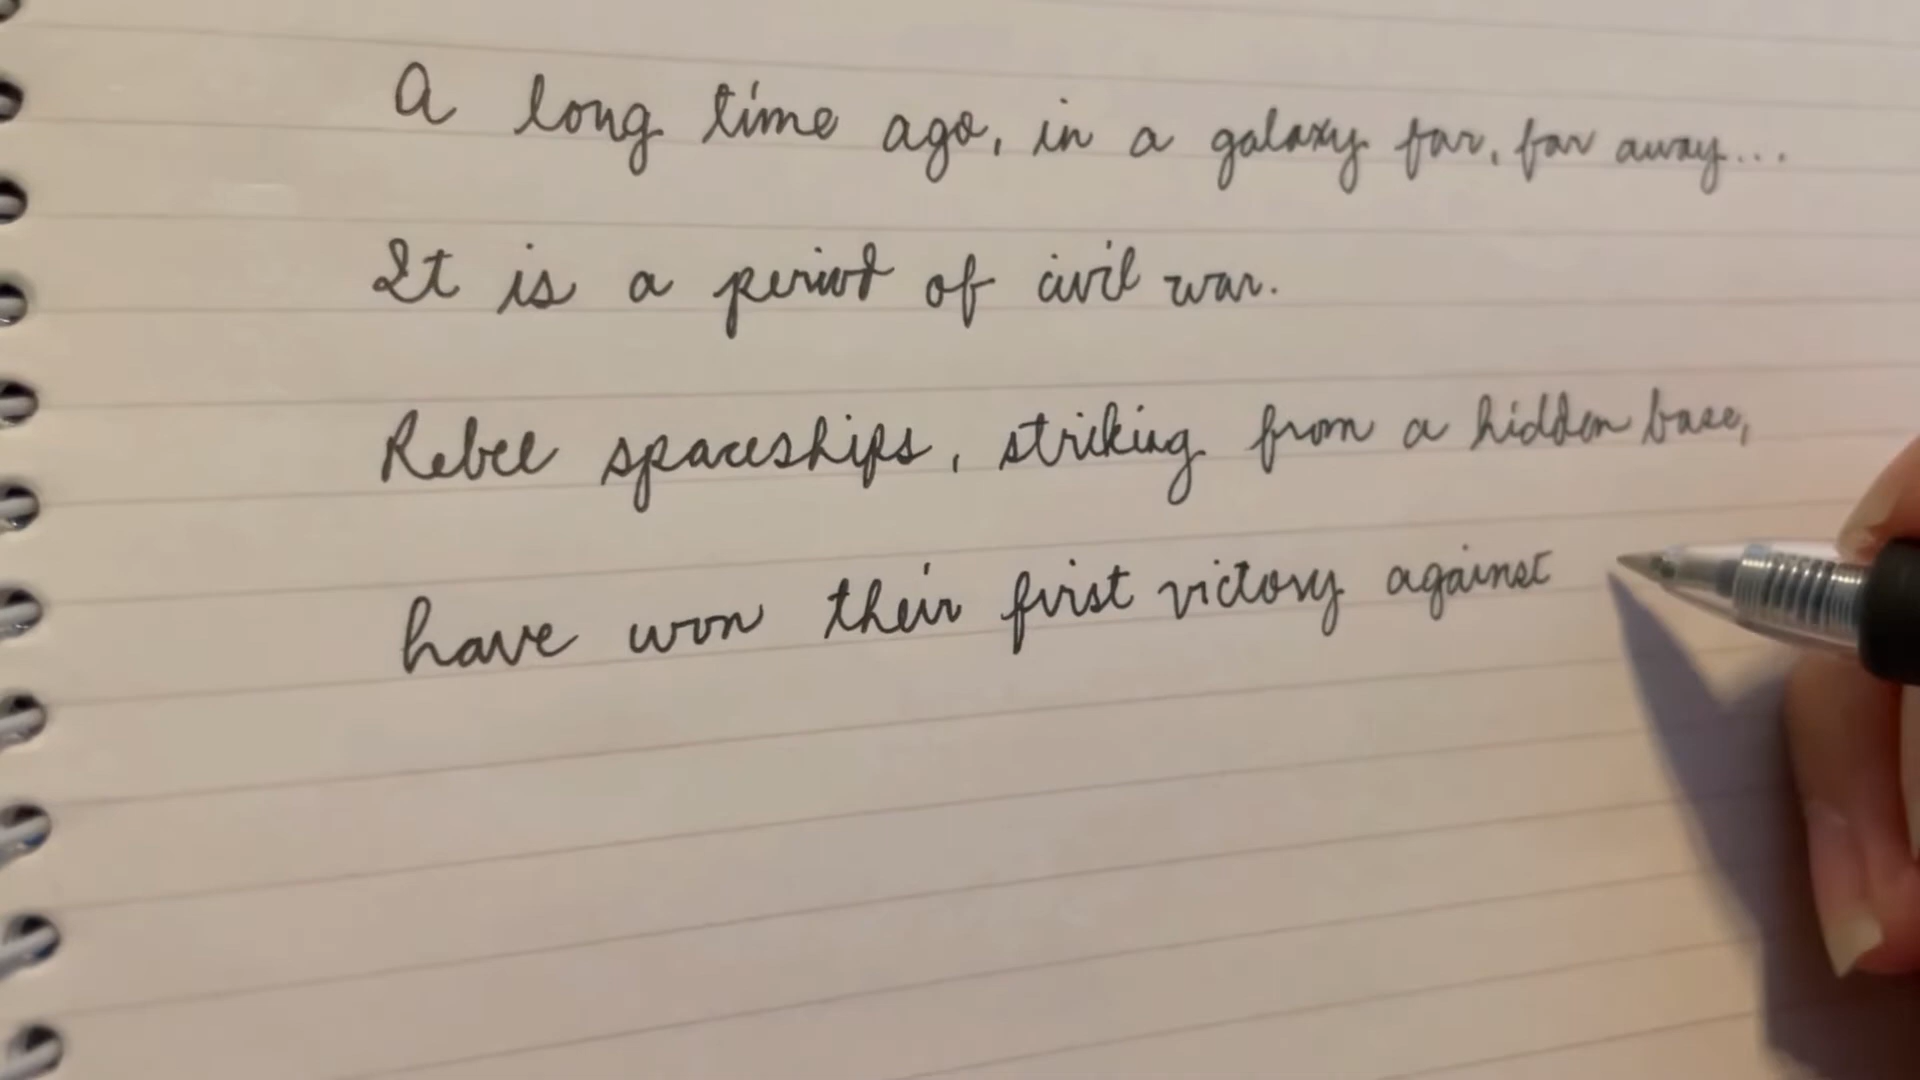 A long time ago, in a galaxy far, far away...
It is a period of civil war.
Rebel spaceships, striking from a hidden base,
have won their first victory against